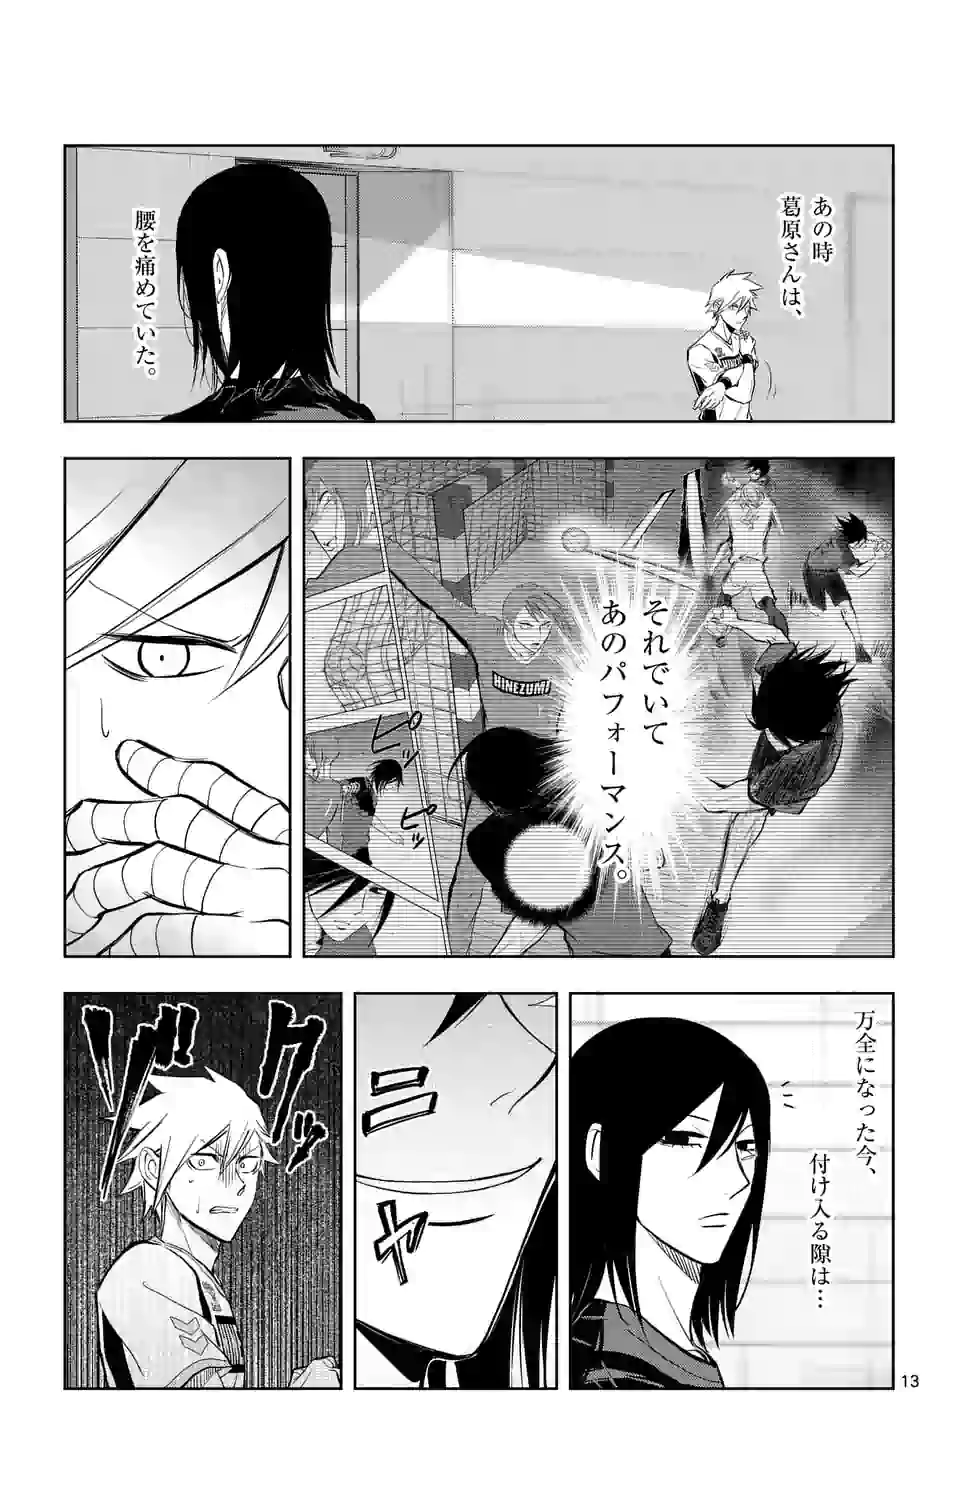 あの時
葛原さんは、
腰を痛めていた。
それでいて
あのパフォーマンス。
HINEZUMI
ピッ
ピッ
万全になった今、
付け入る隙は…
ニヤ
ゾクッ
13